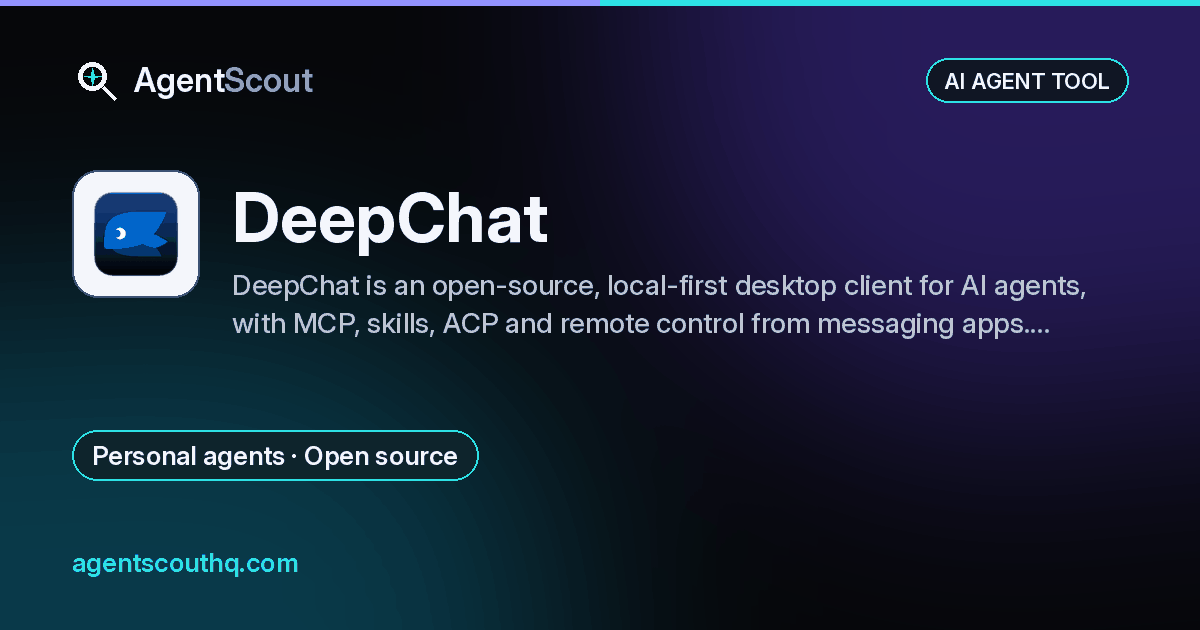 AgentScout
AI AGENT TOOL
DeepChat
DeepChat is an open-source, local-first desktop client for AI agents,
with MCP, skills, ACP and remote control from messaging apps....
Personal agents · Open source
agentscouthq.com